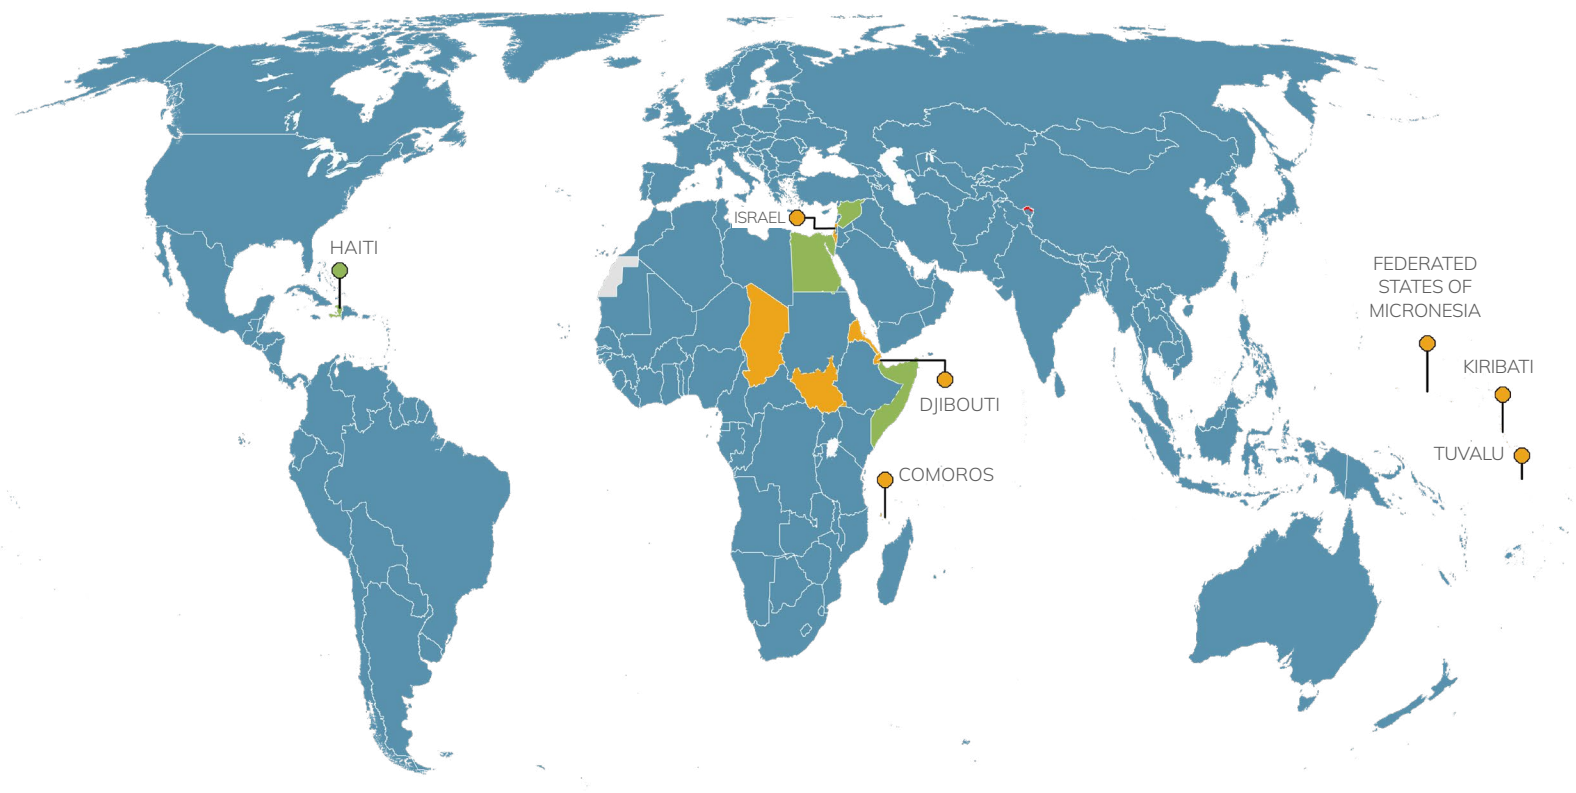 ISRAEL
HAITI
FEDERATED
STATES OF
MICRONESIA
KIRIBATI
DJIBOUTI
TUVALU
COMOROS